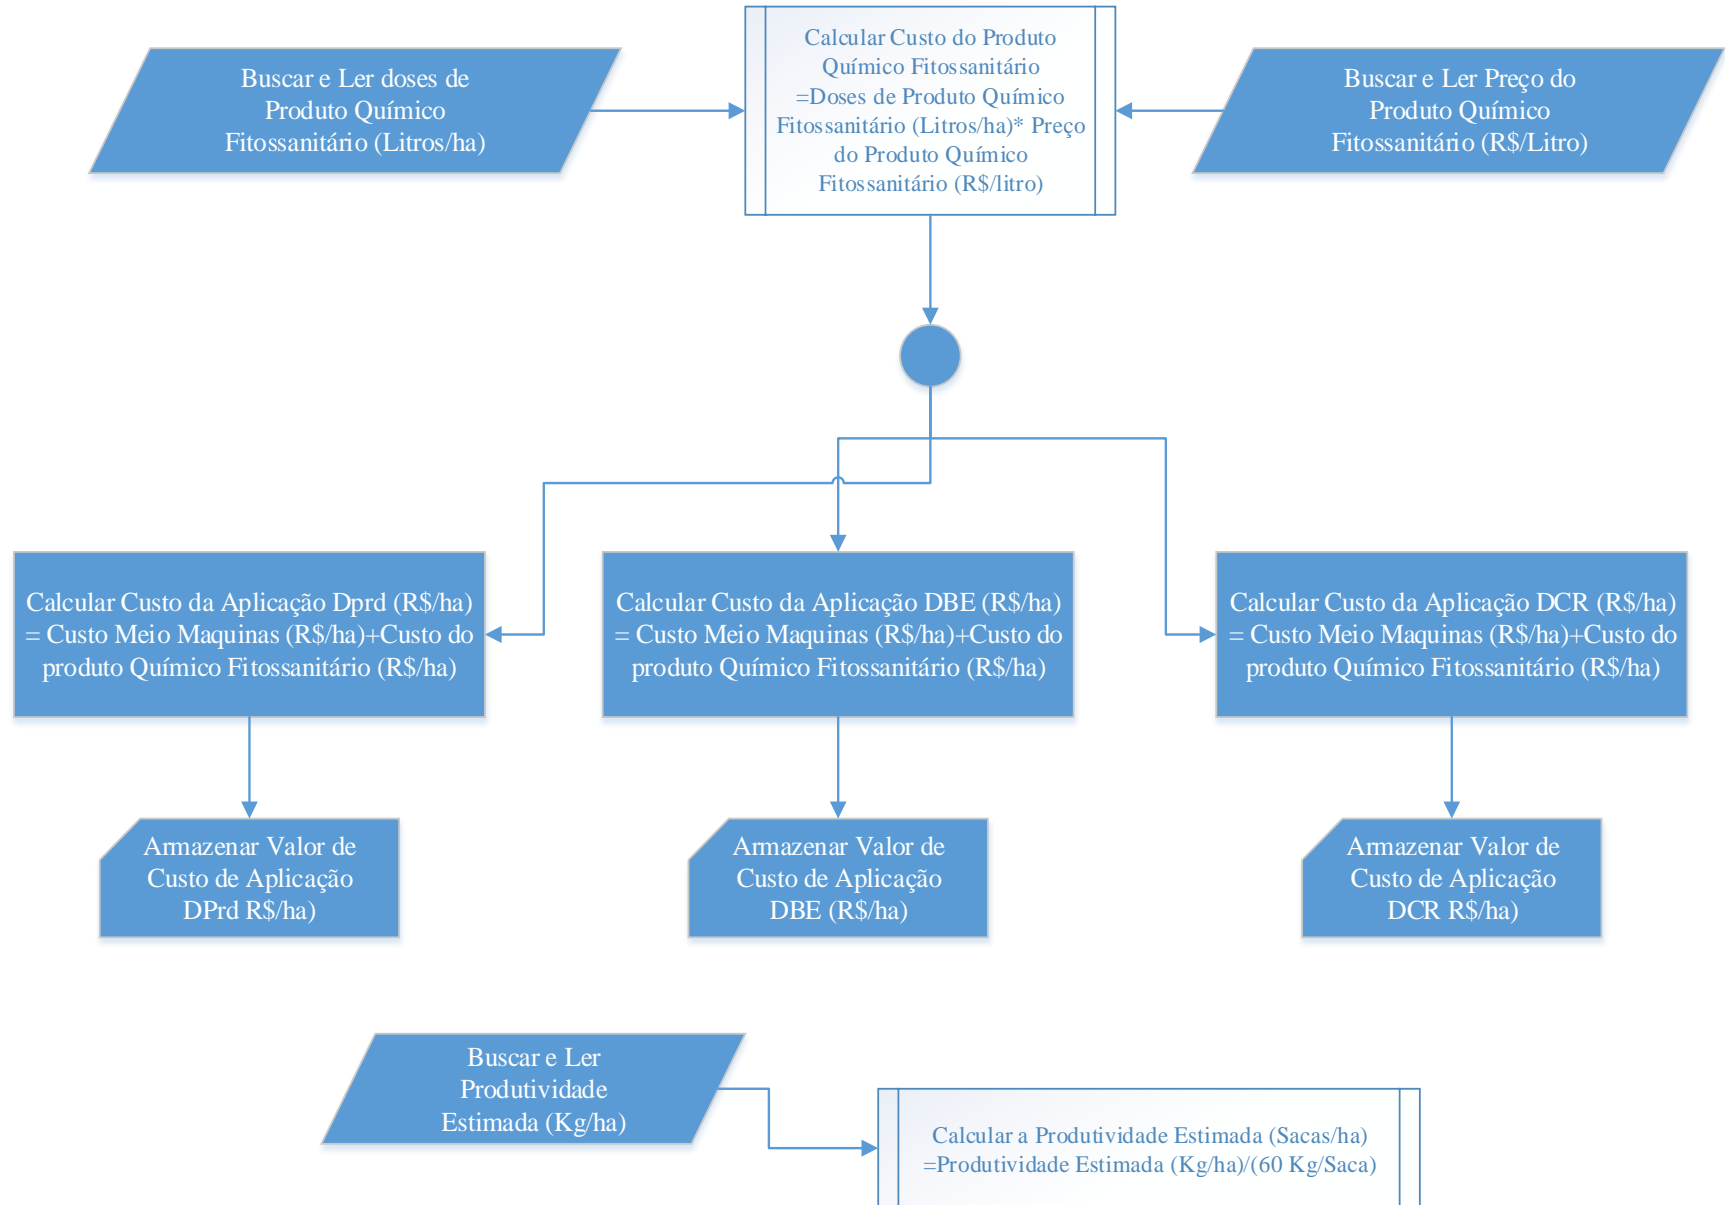 Buscar e Ler doses de
Produto Químico
Fitossanitário (Litros/ha)
Calcular Custo do Produto
Químico Fitossanitário
=Doses de Produto Químico
Fitossanitário (Litros/ha)* Preço
do Produto Químico
Fitossanitário (R$/litro)
Buscar e Ler Preço do
Produto Químico
Fitossanitário (R$/Litro)
Calcular Custo da Aplicação Dprd (R$/ha)
= Custo Meio Maquinas (R$/ha)+Custo do
produto Químico Fitossanitário (R$/ha)
Calcular Custo da Aplicação DBE (R$/ha)
= Custo Meio Maquinas (R$/ha)+Custo do
produto Químico Fitossanitário (R$/ha)
Calcular Custo da Aplicação DCR (R$/ha)
= Custo Meio Maquinas (R$/ha)+Custo do
produto Químico Fitossanitário (R$/ha)
Armazenar Valor de
Custo de Aplicação
DPrd R$/ha)
Armazenar Valor de
Custo de Aplicação
DBE (R$/ha)
Armazenar Valor de
Custo de Aplicação
DCR R$/ha)
Buscar e Ler
Produtividade
Estimada (Kg/ha)
Calcular a Produtividade Estimada (Sacas/ha)
=Produtividade Estimada (Kg/ha)/(60 Kg/Saca)